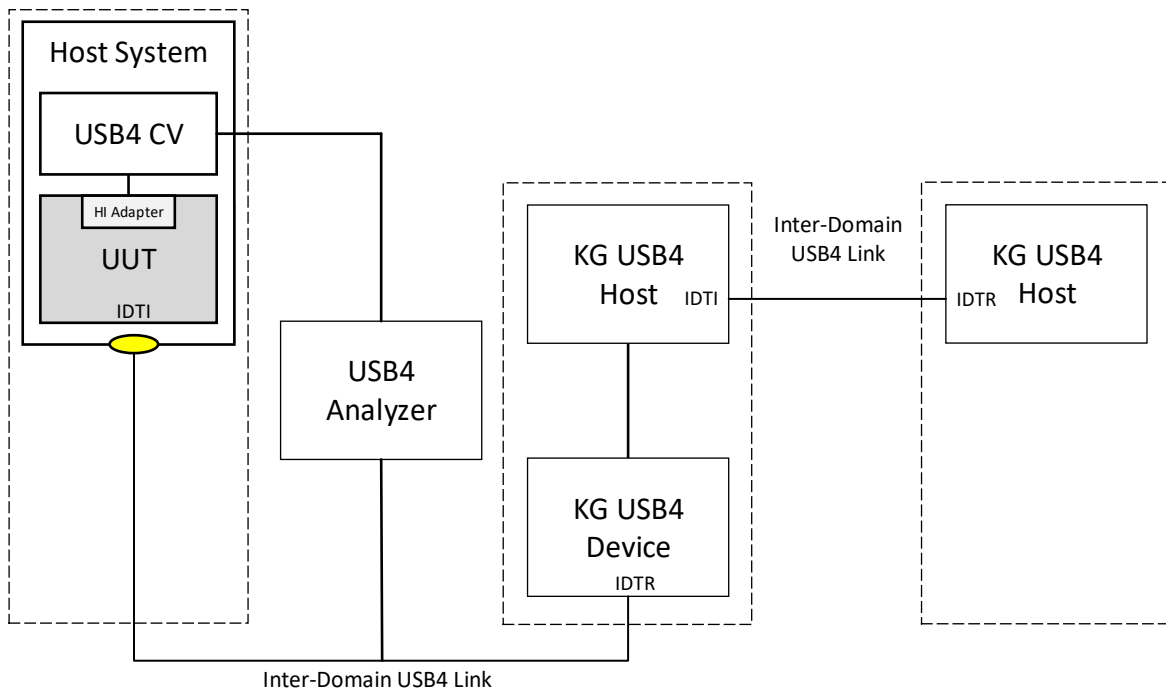 Host System
USB4 CV
HI Adapter
UUT
IDTI
USB4
Analyzer
KG USB4
Host
IDTI
KG USB4
Device
IDTR
Inter-Domain
USB4 Link
KG USB4
Host
IDTR
Inter-Domain USB4 Link